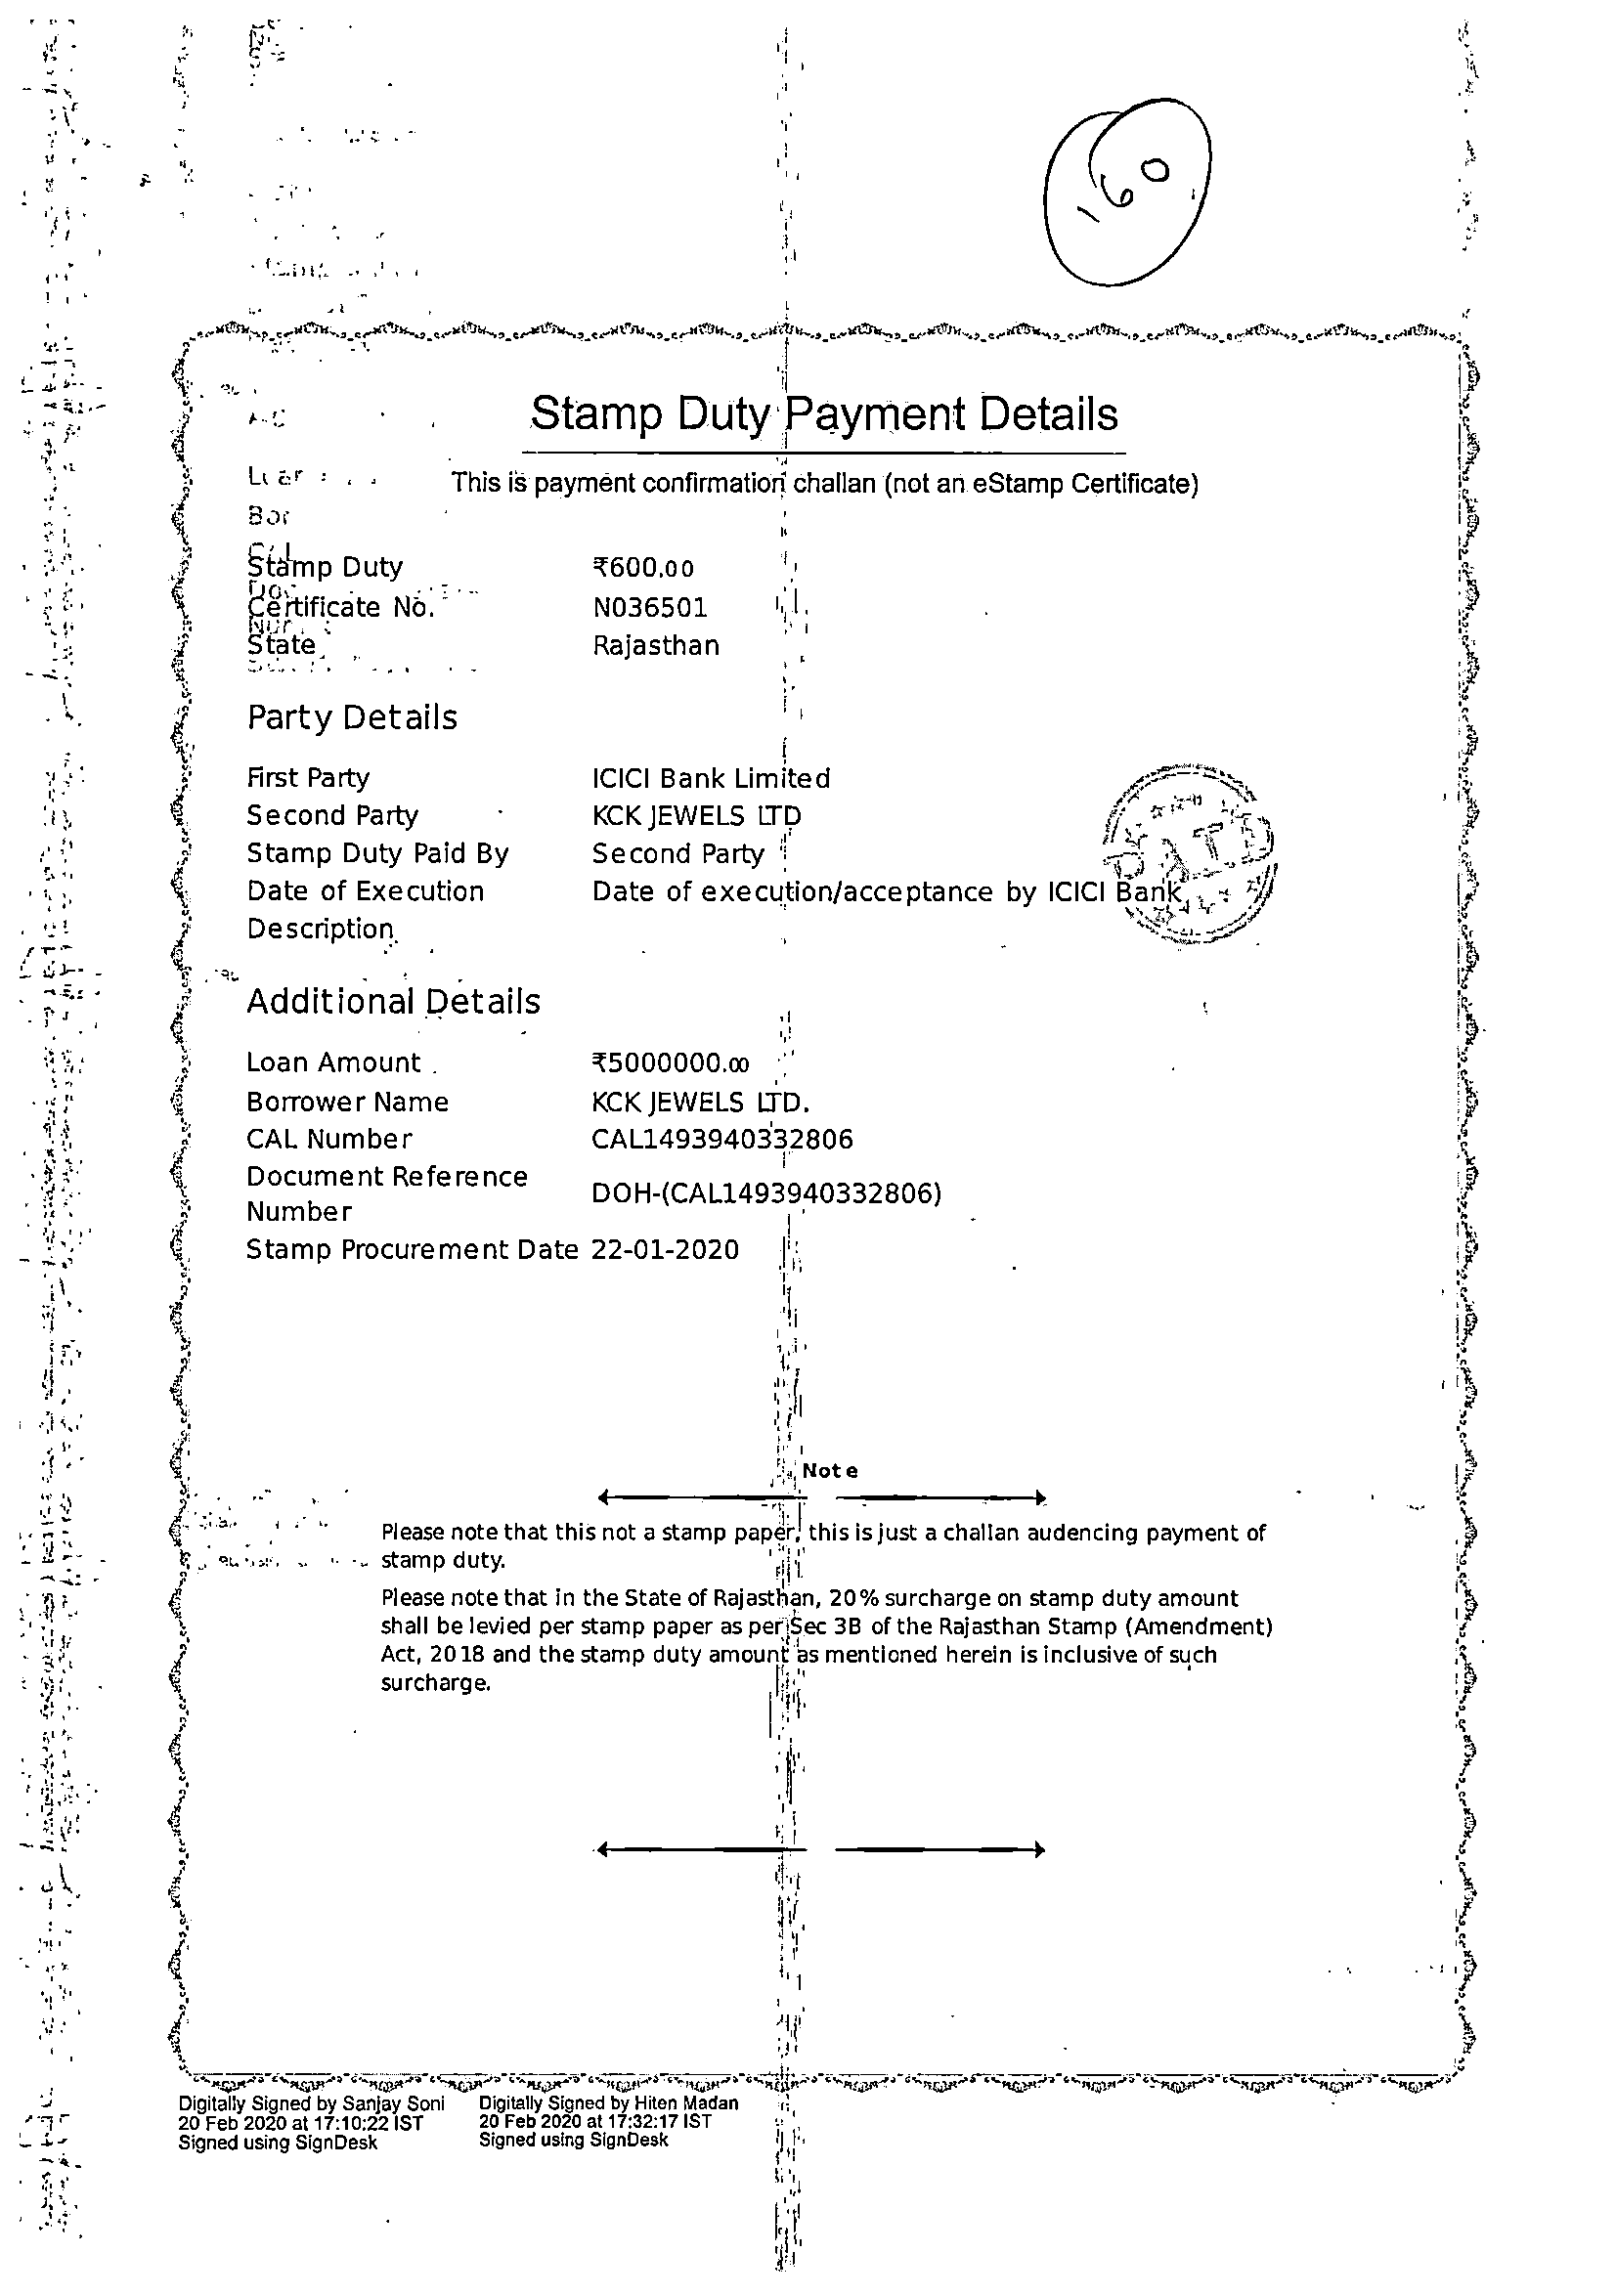 160
Stamp Duty Payment Details
This is payment confirmation challan (not an eStamp Certificate)
Stamp Duty ₹600.00
Certificate No. N036501
State Rajasthan
Party Details
First Party ICICI Bank Limited
Second Party KCK JEWELS LTD
Stamp Duty Paid By Second Party
Date of Execution Date of execution/acceptance by ICICI Bank
Description
PAID
Additional Details
Loan Amount ₹5000000.00
Borrower Name KCK JEWELS LTD.
CAL Number CAL1493940332806
Document Reference
Number DOH-(CAL1493940332806)
Stamp Procurement Date 22-01-2020
Note
Please note that this not a stamp paper, this is just a challan audencing payment of
stamp duty.
Please note that in the State of Rajasthan, 20% surcharge on stamp duty amount
shall be levied per stamp paper as per Sec 3B of the Rajasthan Stamp (Amendment)
Act, 2018 and the stamp duty amount as mentioned herein is inclusive of such
surcharge.
Digitally Signed by Sanjay Soni
20 Feb 2020 at 17:10:22 IST
Signed using SignDesk
Digitally Signed by Hiten Madan
20 Feb 2020 at 17:32:17 IST
Signed using SignDesk